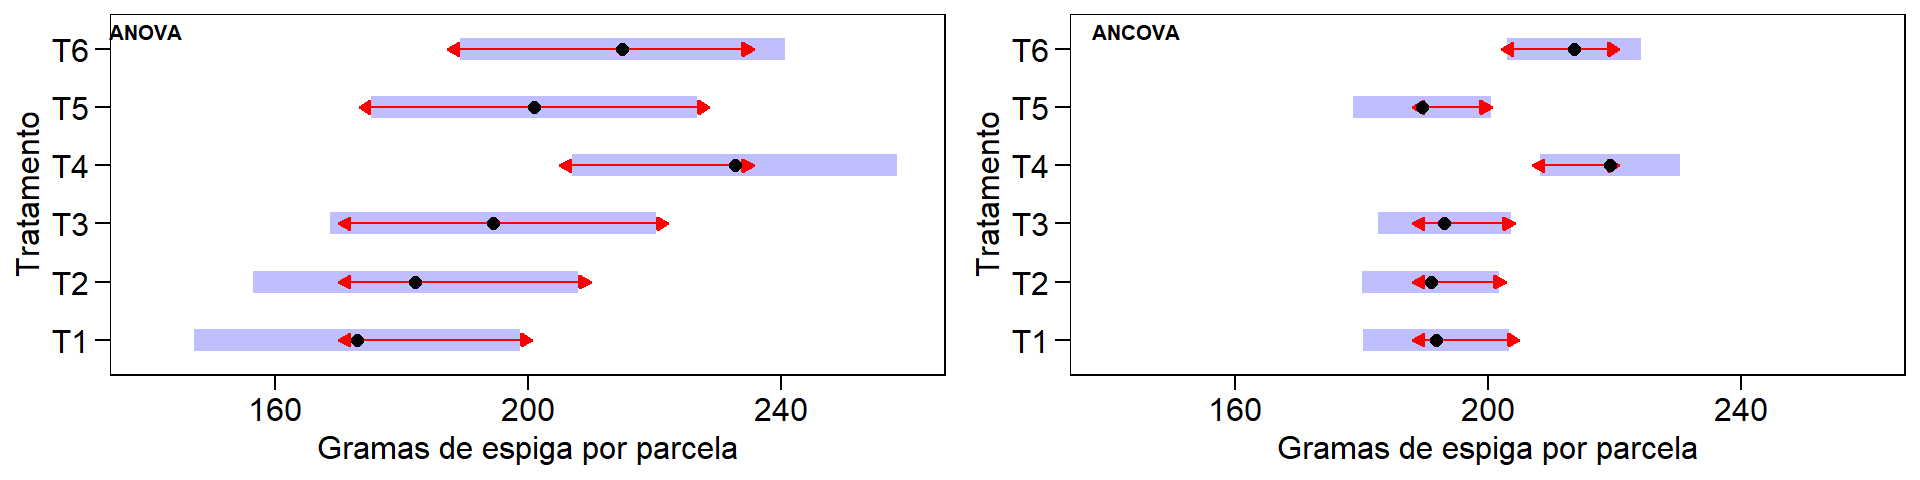 ANOVA
T6
T5
T4
T3
T2
T1
Tratamento
160 200 240
Gramas de espiga por parcela
ANCOVA
T6
T5
T4
T3
T2
T1
Tratamento
160 200 240
Gramas de espiga por parcela